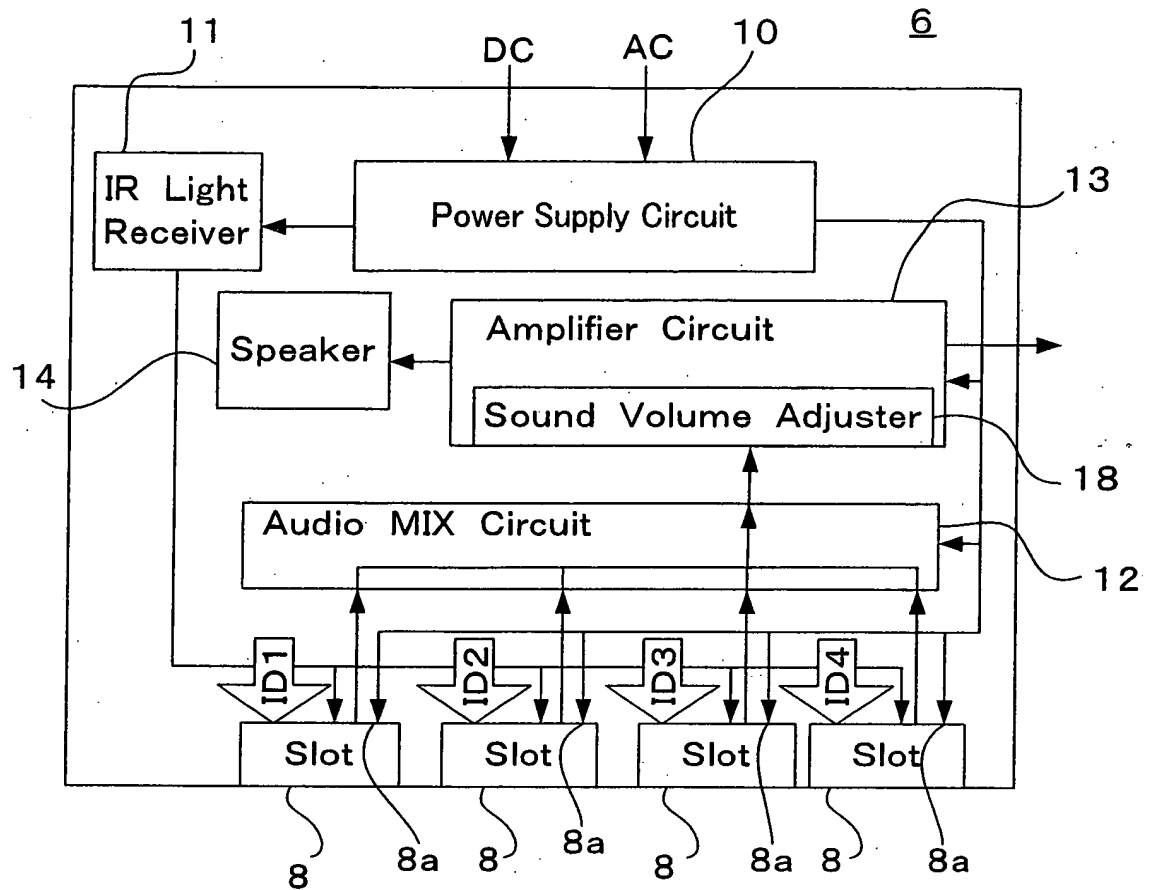 6
11
DC
AC
10
IR Light
Receiver
Power Supply Circuit
13
Amplifier Circuit
Speaker
14
Sound Volume Adjuster
18
Audio MIX Circuit
12
ID1
ID2
ID3
ID4
Slot
Slot
Slot
Slot
8
8a
8
8a
8
8a
8
8a